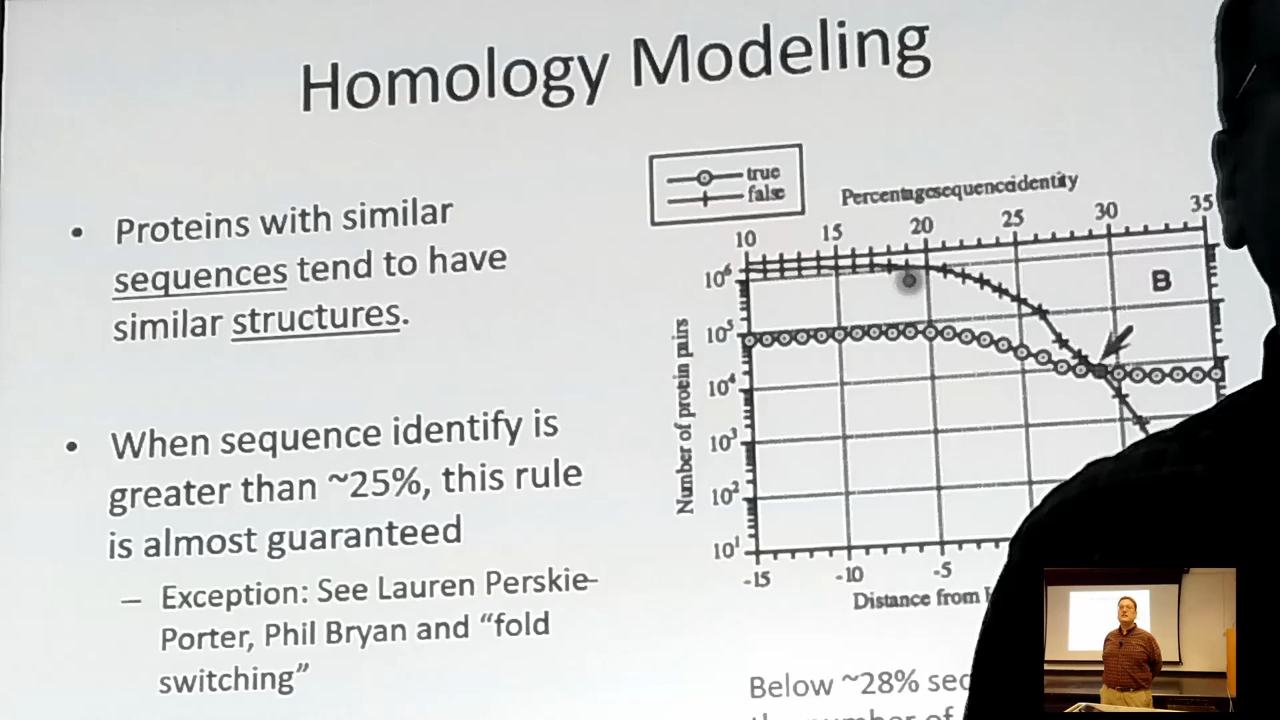 Homology Modeling
• Proteins with similar
sequences tend to have
similar structures.
• When sequence identify is
greater than ~25%, this rule
is almost guaranteed
– Exception: See Lauren Perskie-
Porter, Phil Bryan and “fold
switching”
true
false
Percentagesequenceidentity
10 15 20 25 30 35
B
Number of protein pairs
10⁶
10⁵
10⁴
10³
10²
10¹
-15 -10 -5
Distance from
Below ~28%
the number of